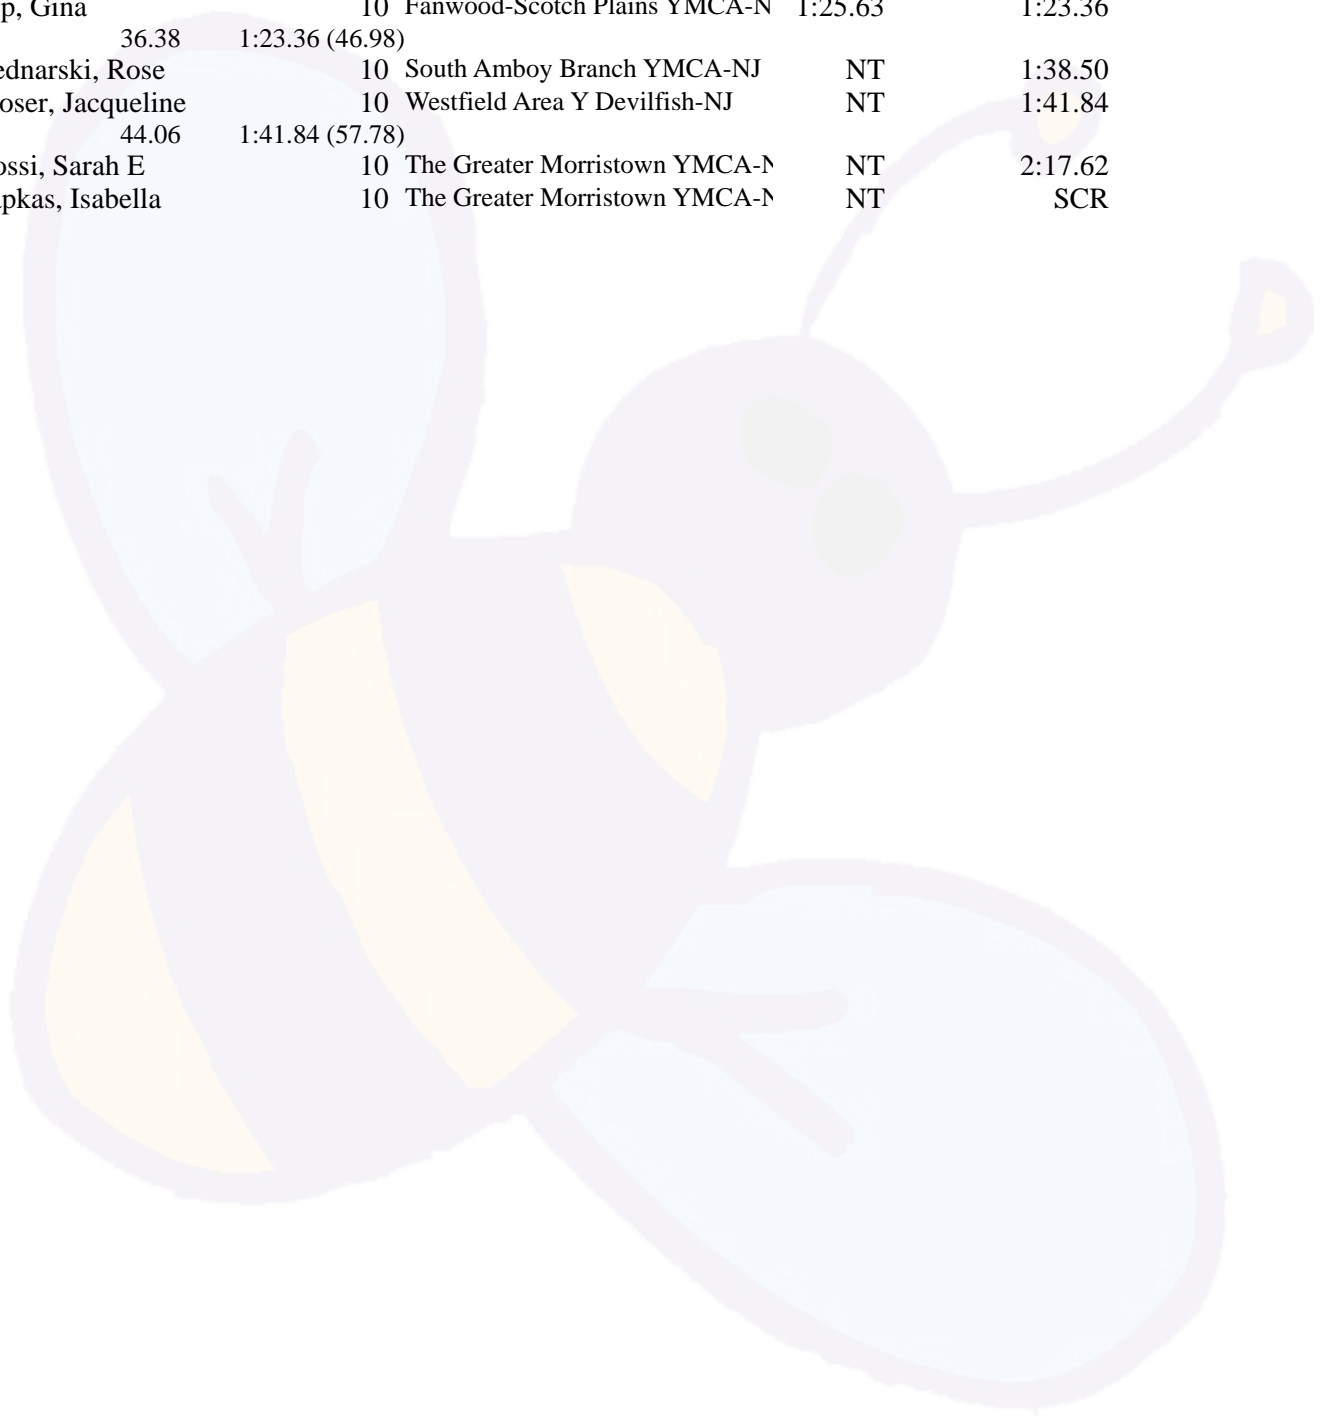 p, Gina 10 Fanwood-Scotch Plains YMCA-N 1:25.63 1:23.36
36.38 1:23.36 (46.98)
ednarski, Rose 10 South Amboy Branch YMCA-NJ NT 1:38.50
oser, Jacqueline 10 Westfield Area Y Devilfish-NJ NT 1:41.84
44.06 1:41.84 (57.78)
ossi, Sarah E 10 The Greater Morristown YMCA-N NT 2:17.62
pkas, Isabella 10 The Greater Morristown YMCA-N NT SCR